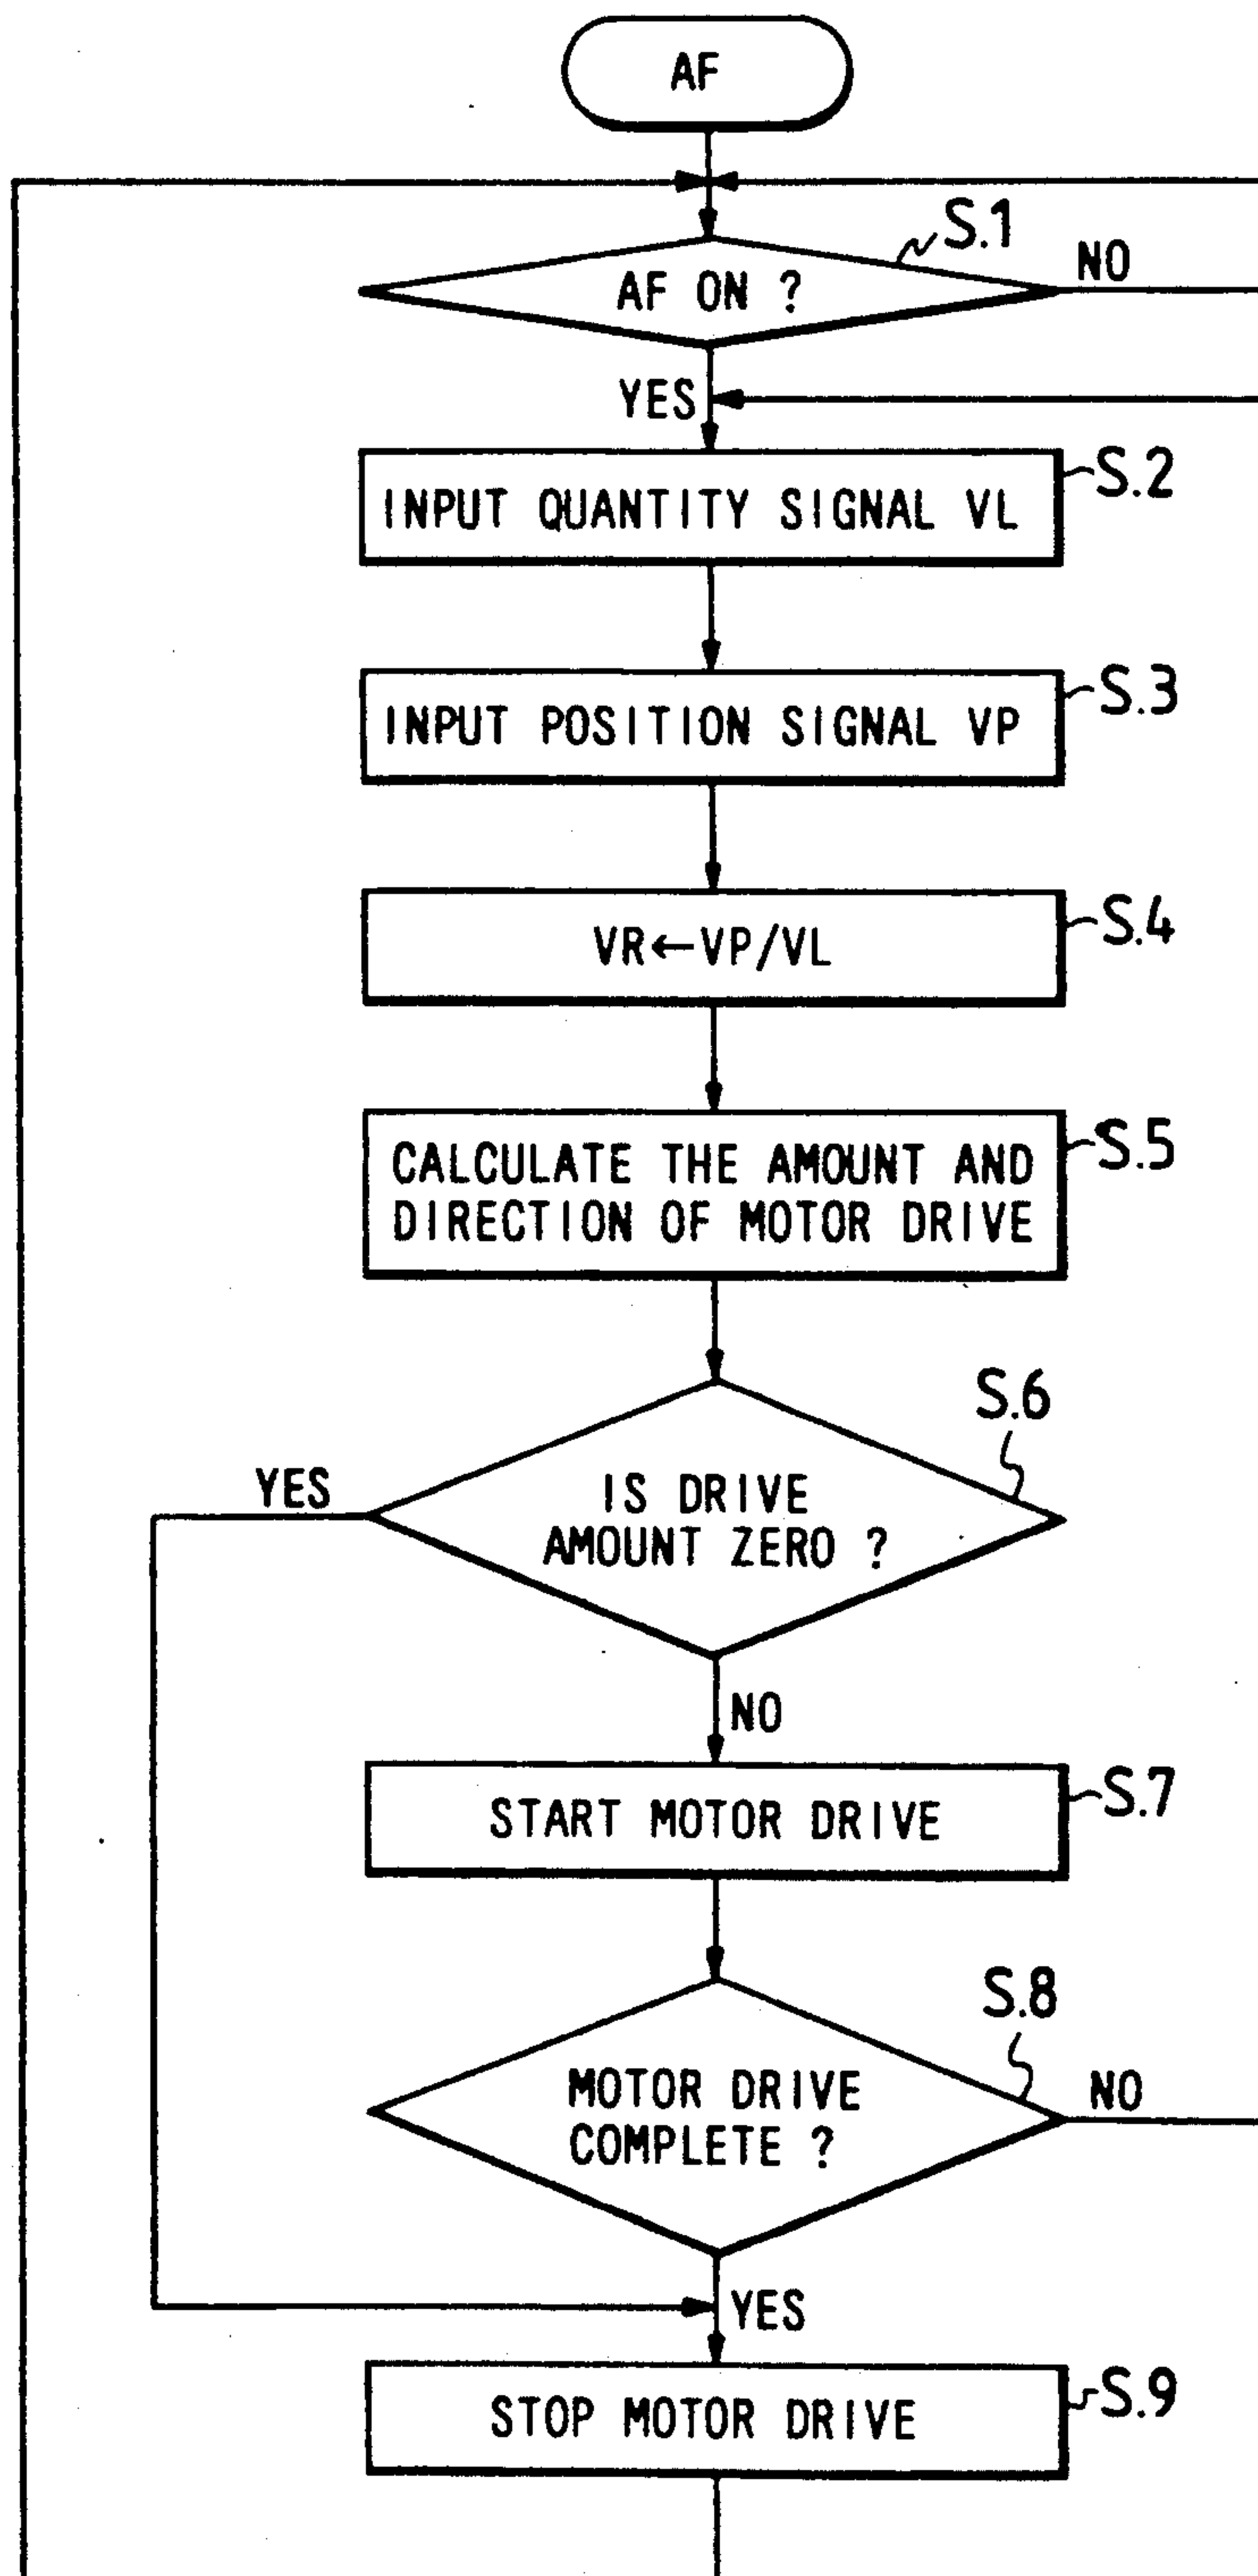 AF
S.1
AF ON ?
NO
YES
S.2
INPUT QUANTITY SIGNAL VL
S.3
INPUT POSITION SIGNAL VP
S.4
VR←VP/VL
S.5
CALCULATE THE AMOUNT AND
DIRECTION OF MOTOR DRIVE
S.6
YES
IS DRIVE
AMOUNT ZERO ?
NO
S.7
START MOTOR DRIVE
S.8
MOTOR DRIVE
COMPLETE ?
NO
YES
S.9
STOP MOTOR DRIVE